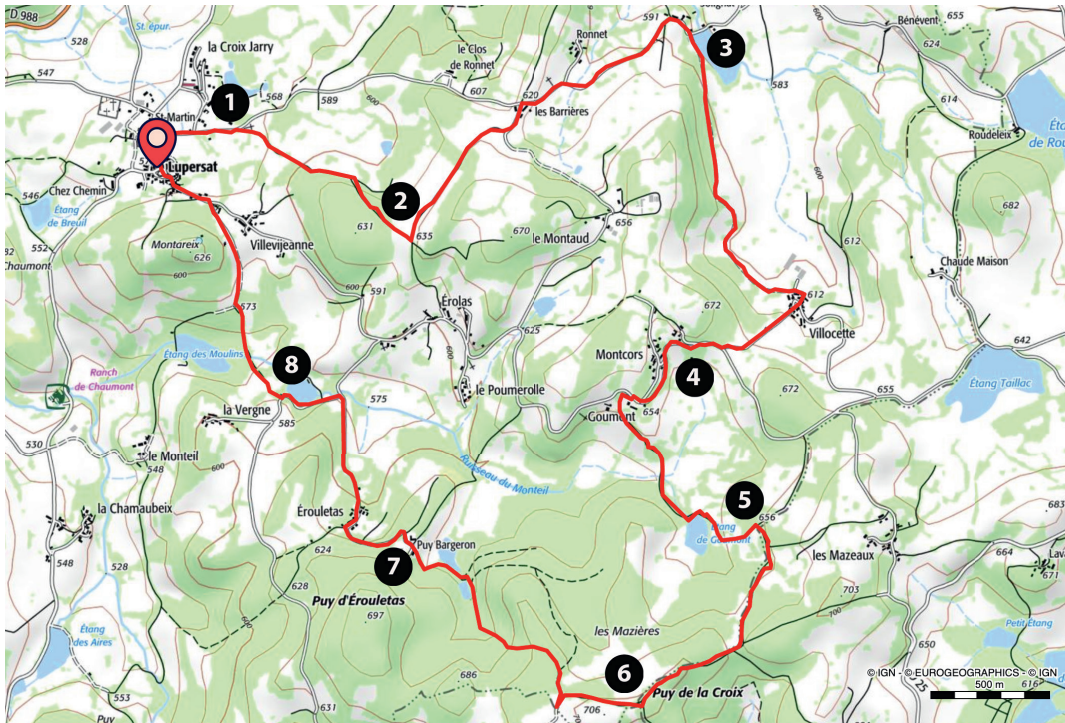 D 988
St. épur.
591
655
Bénévent
528
la Croix Jarry
le Clos
de Ronnet
Ronnet
3
624
547
568
589
600
607
620
583
1
St-Martin
les Barrières
614
Roudeleix
Lupersat
Chez Chemin
546
Étang
de Breuil
2
631
635
670
656
682
552
Chaumont
Montareix
626
600
Villevijeanne
le Montaud
612
Chaude Maison
591
673
Érolas
625
672
612
Villocette
642
Étang des Moulins
8
600
Montcors
4
Ranch
de Chaumont
le Poumerolle
575
654
Goumont
672
655
Étang Taillac
la Vergne
585
530
le Monteil
548
600
Ruisseau du Monteil
5
656
683
la Chamaubeix
Érouletas
Étang
de Goumont
les Mazeaux
664
548
528
624
7
Puy Bargeron
671
628
Puy d'Érouletas
697
les Mazières
703
700
Étang
des Aires
650
Petit Étang
686
6
Puy de la Croix
© IGN - © EUROGEOGRAPHICS - © IGN
500 m
553
631
706
616
Puy